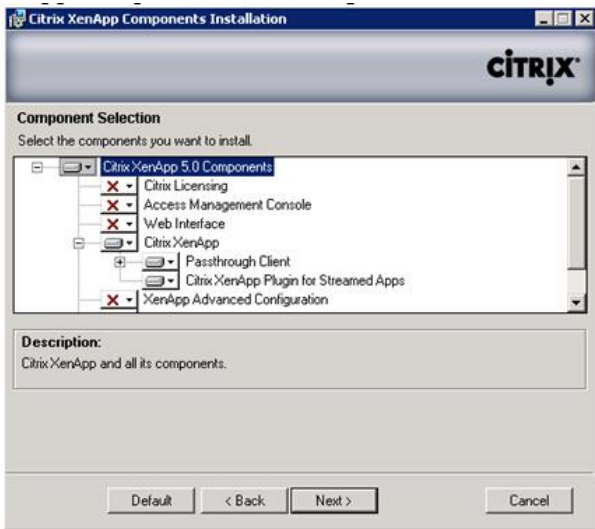 Citrix XenApp Components Installation
CITRIX
Component Selection
Select the components you want to install.
Citrix XenApp 5.0 Components
Citrix Licensing
Access Management Console
Web Interface
Citrix XenApp
Passthrough Client
Citrix XenApp Plugin for Streamed Apps
XenApp Advanced Configuration
Description:
Citrix XenApp and all its components.
Default
< Back
Next >
Cancel